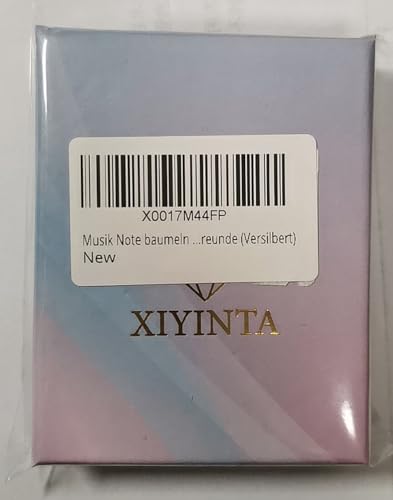 X0017M44FP
Musik Note baumeln ...reunde (Versilbert)
New
XIYINTA